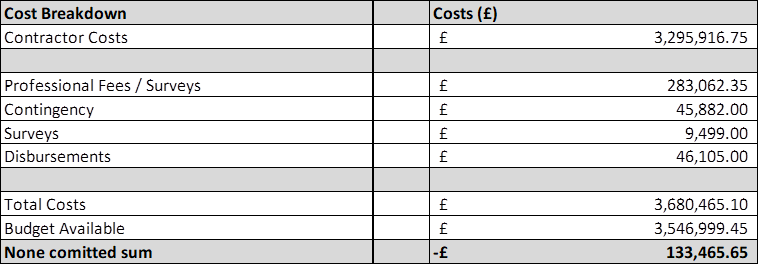 Cost Breakdown Costs (£)
Contractor Costs £ 3,295,916.75
Professional Fees / Surveys £ 283,062.35
Contingency £ 45,882.00
Surveys £ 9,499.00
Disbursements £ 46,105.00
Total Costs £ 3,680,465.10
Budget Available £ 3,546,999.45
None comitted sum -£ 133,465.65